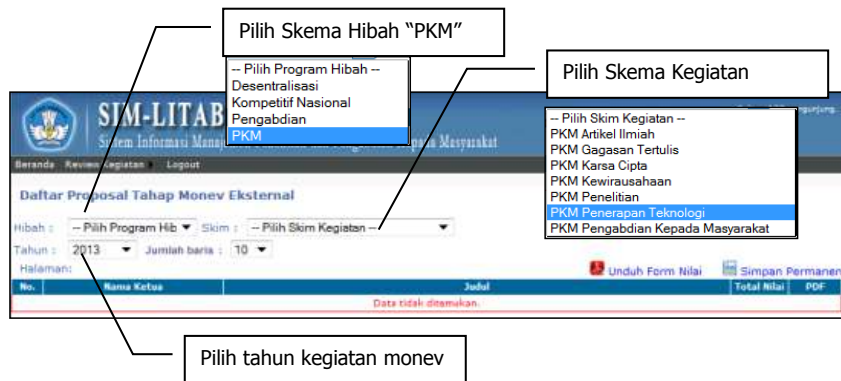 Pilih Skema Hibah “PKM”
Pilih Skema Kegiatan
-- Pilih Program Hibah --
Desentralisasi
Kompetitif Nasional
Pengabdian
PKM
-- Pilih Skim Kegiatan --
PKM Artikel Ilmiah
PKM Gagasan Tertulis
PKM Karsa Cipta
PKM Kewirausahaan
PKM Penelitian
PKM Penerapan Teknologi
PKM Pengabdian Kepada Masyarakat
SIM-LITAB
Sistem Informasi Manaj
Masyarakat
Beranda Review Kegiatan Logout
Daftar Proposal Tahap Monev Eksternal
Hibah : -- Pilih Program Hib Skim : -- Pilih Skim Kegiatan --
Tahun : 2013 Jumlah baris : 10
Halaman:
Unduh Form Nilai Simpan Permanen
No. Nama Ketua Judul Total Nilai PDF
Data tidak ditemukan.
Pilih tahun kegiatan monev